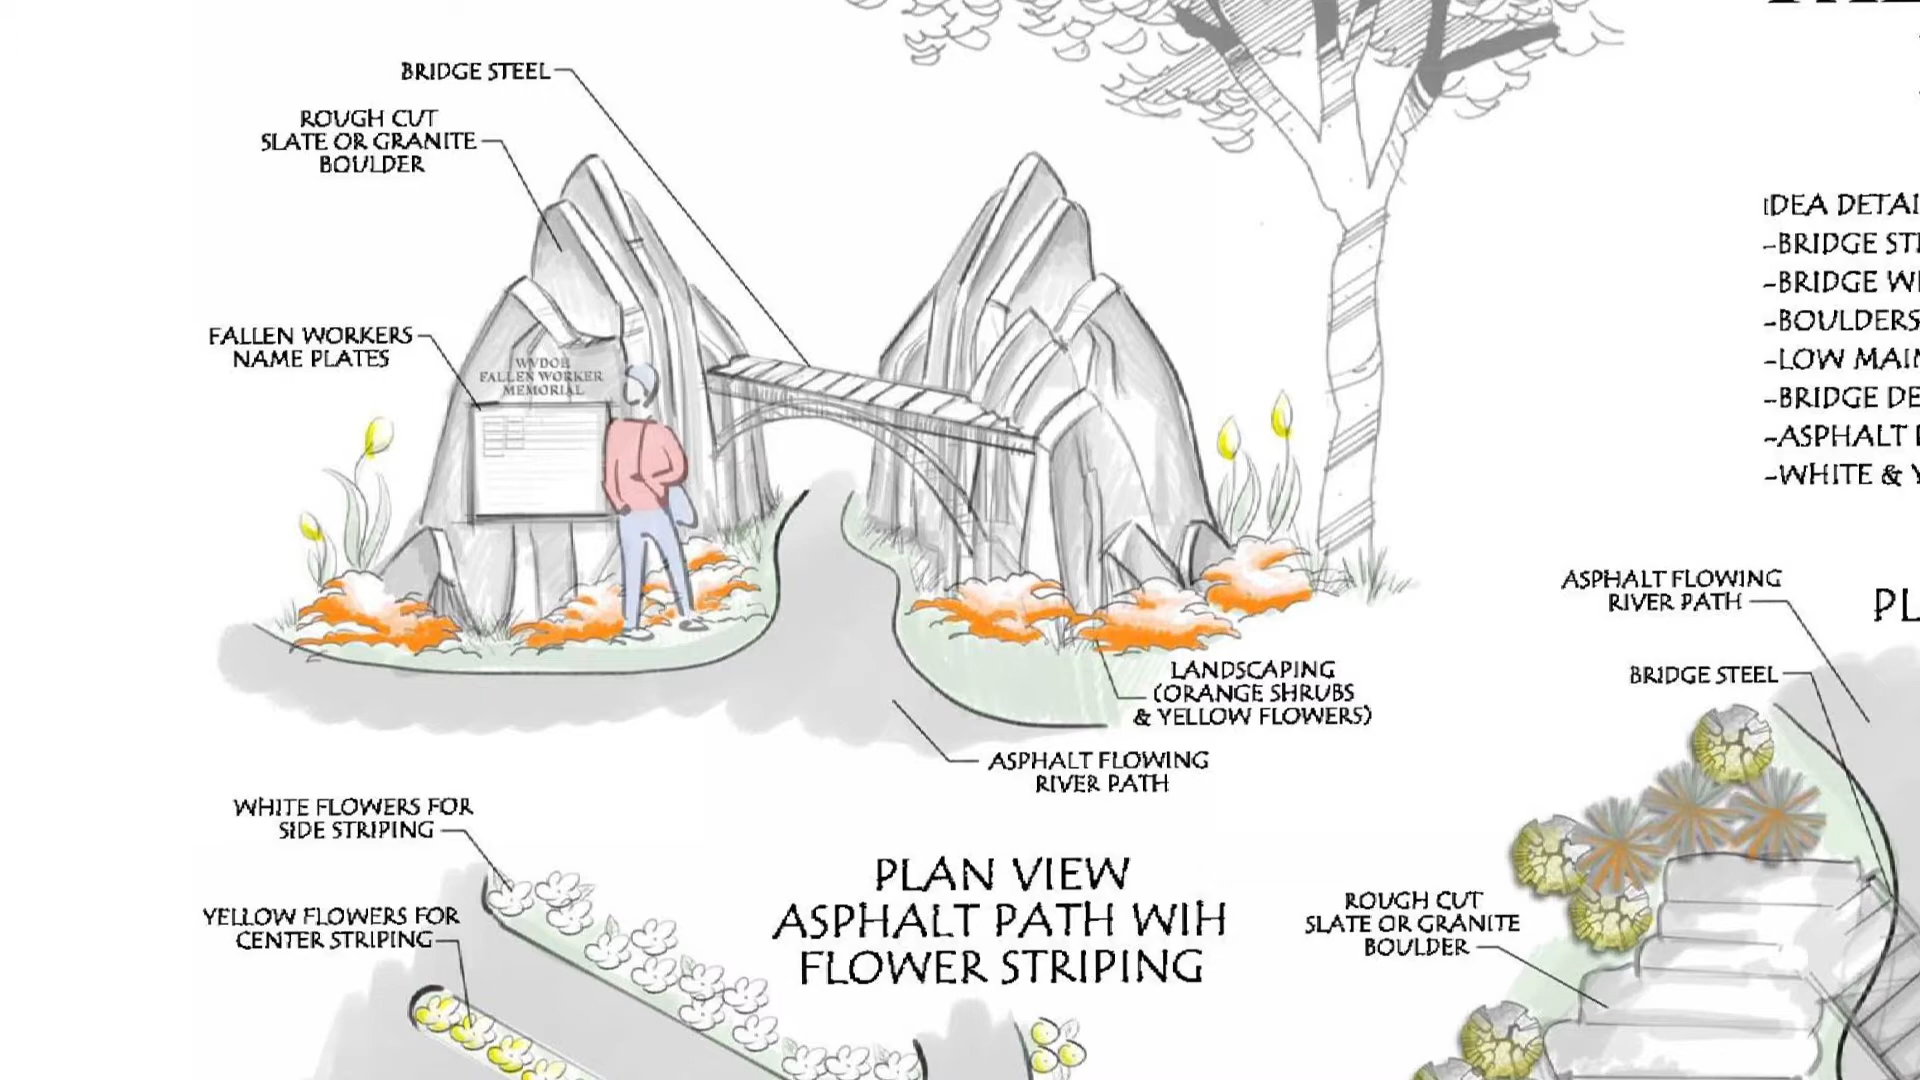 BRIDGE STEEL
ROUGH CUT
SLATE OR GRANITE
BOULDER
FALLEN WORKERS
NAME PLATES
WVDOH
FALLEN WORKER
MEMORIAL
LANDSCAPING
(ORANGE SHRUBS
& YELLOW FLOWERS)
ASPHALT FLOWING
RIVER PATH
WHITE FLOWERS FOR
SIDE STRIPING
YELLOW FLOWERS FOR
CENTER STRIPING
PLAN VIEW
ASPHALT PATH WIH
FLOWER STRIPING
IDEA DETAI
-BRIDGE STE
-BRIDGE WI
-BOULDERS
-LOW MAIN
-BRIDGE DE
-ASPHALT
-WHITE & Y
ASPHALT FLOWING
RIVER PATH
PL
BRIDGE STEEL
ROUGH CUT
SLATE OR GRANITE
BOULDER